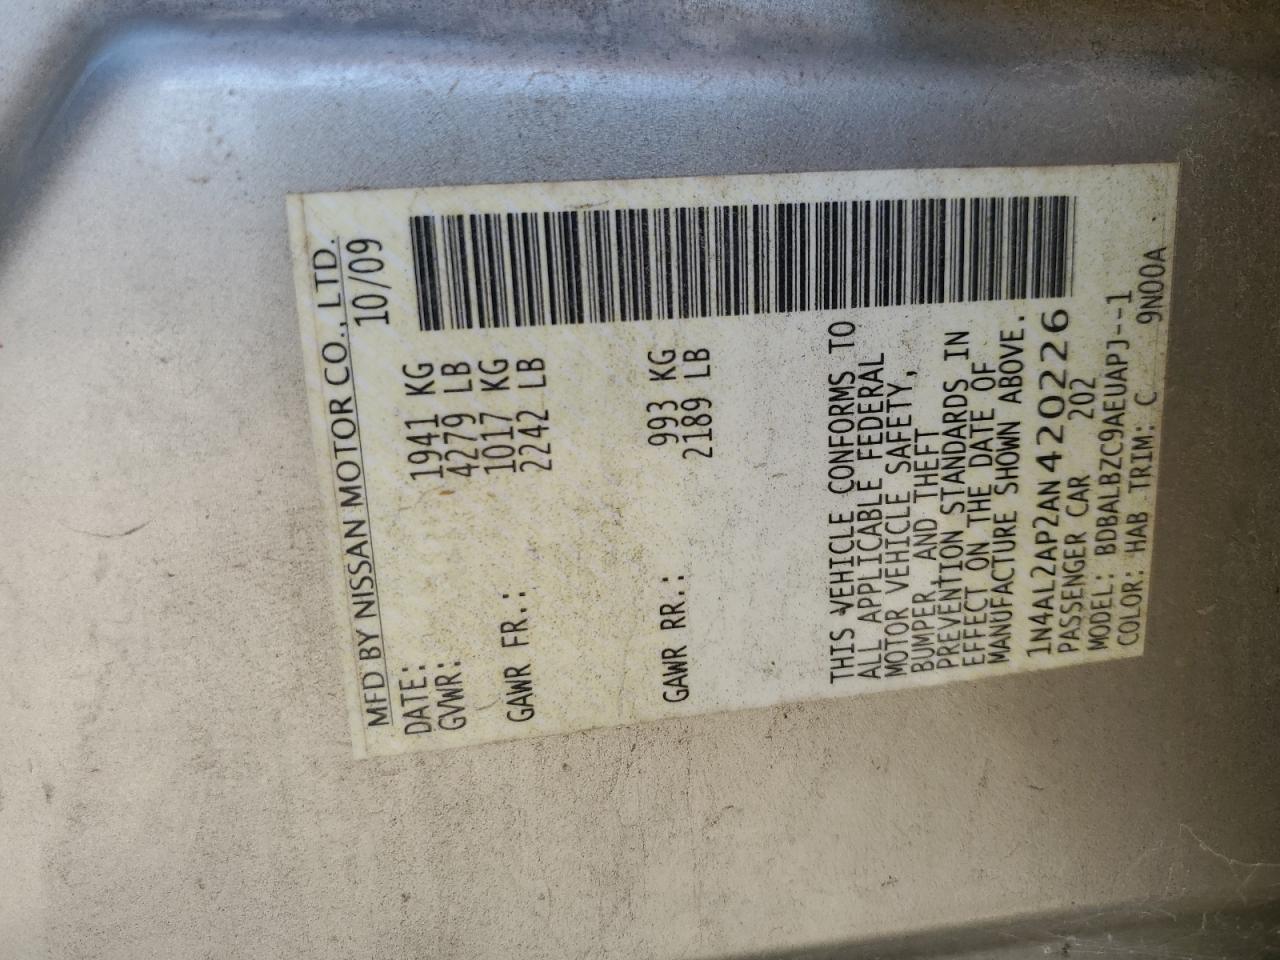 MFD BY NISSAN MOTOR CO., LTD.
DATE: 10/09
GVWR: 1941 KG
4279 LB
GAWR FR.: 1017 KG
2242 LB
GAWR RR.: 993 KG
2189 LB
THIS VEHICLE CONFORMS TO
ALL APPLICABLE FEDERAL
MOTOR VEHICLE SAFETY,
BUMPER, AND THEFT
PREVENTION STANDARDS IN
EFFECT ON THE DATE OF
MANUFACTURE SHOWN ABOVE.
1N4AL2AP2AN420226
PASSENGER CAR 202
MODEL: BDBALBZC9AEUAPJ--1
COLOR: HAB TRIM: C 9N00A